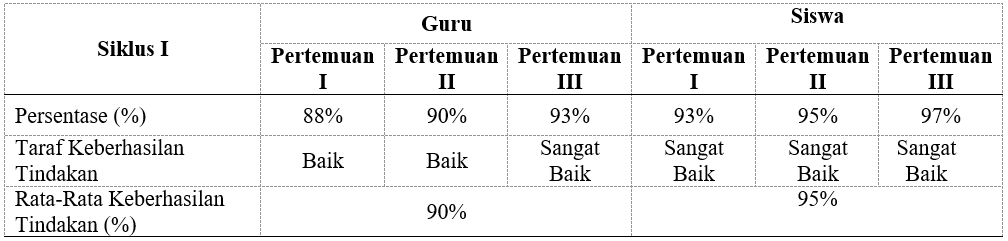 Siklus I
Guru
Siswa
Pertemuan I
Pertemuan II
Pertemuan III
Pertemuan I
Pertemuan II
Pertemuan III
Persentase (%)
88%
90%
93%
93%
95%
97%
Taraf Keberhasilan
Tindakan
Baik
Baik
Sangat
Baik
Sangat
Baik
Sangat
Baik
Sangat
Baik
Rata-Rata Keberhasilan
Tindakan (%)
90%
95%